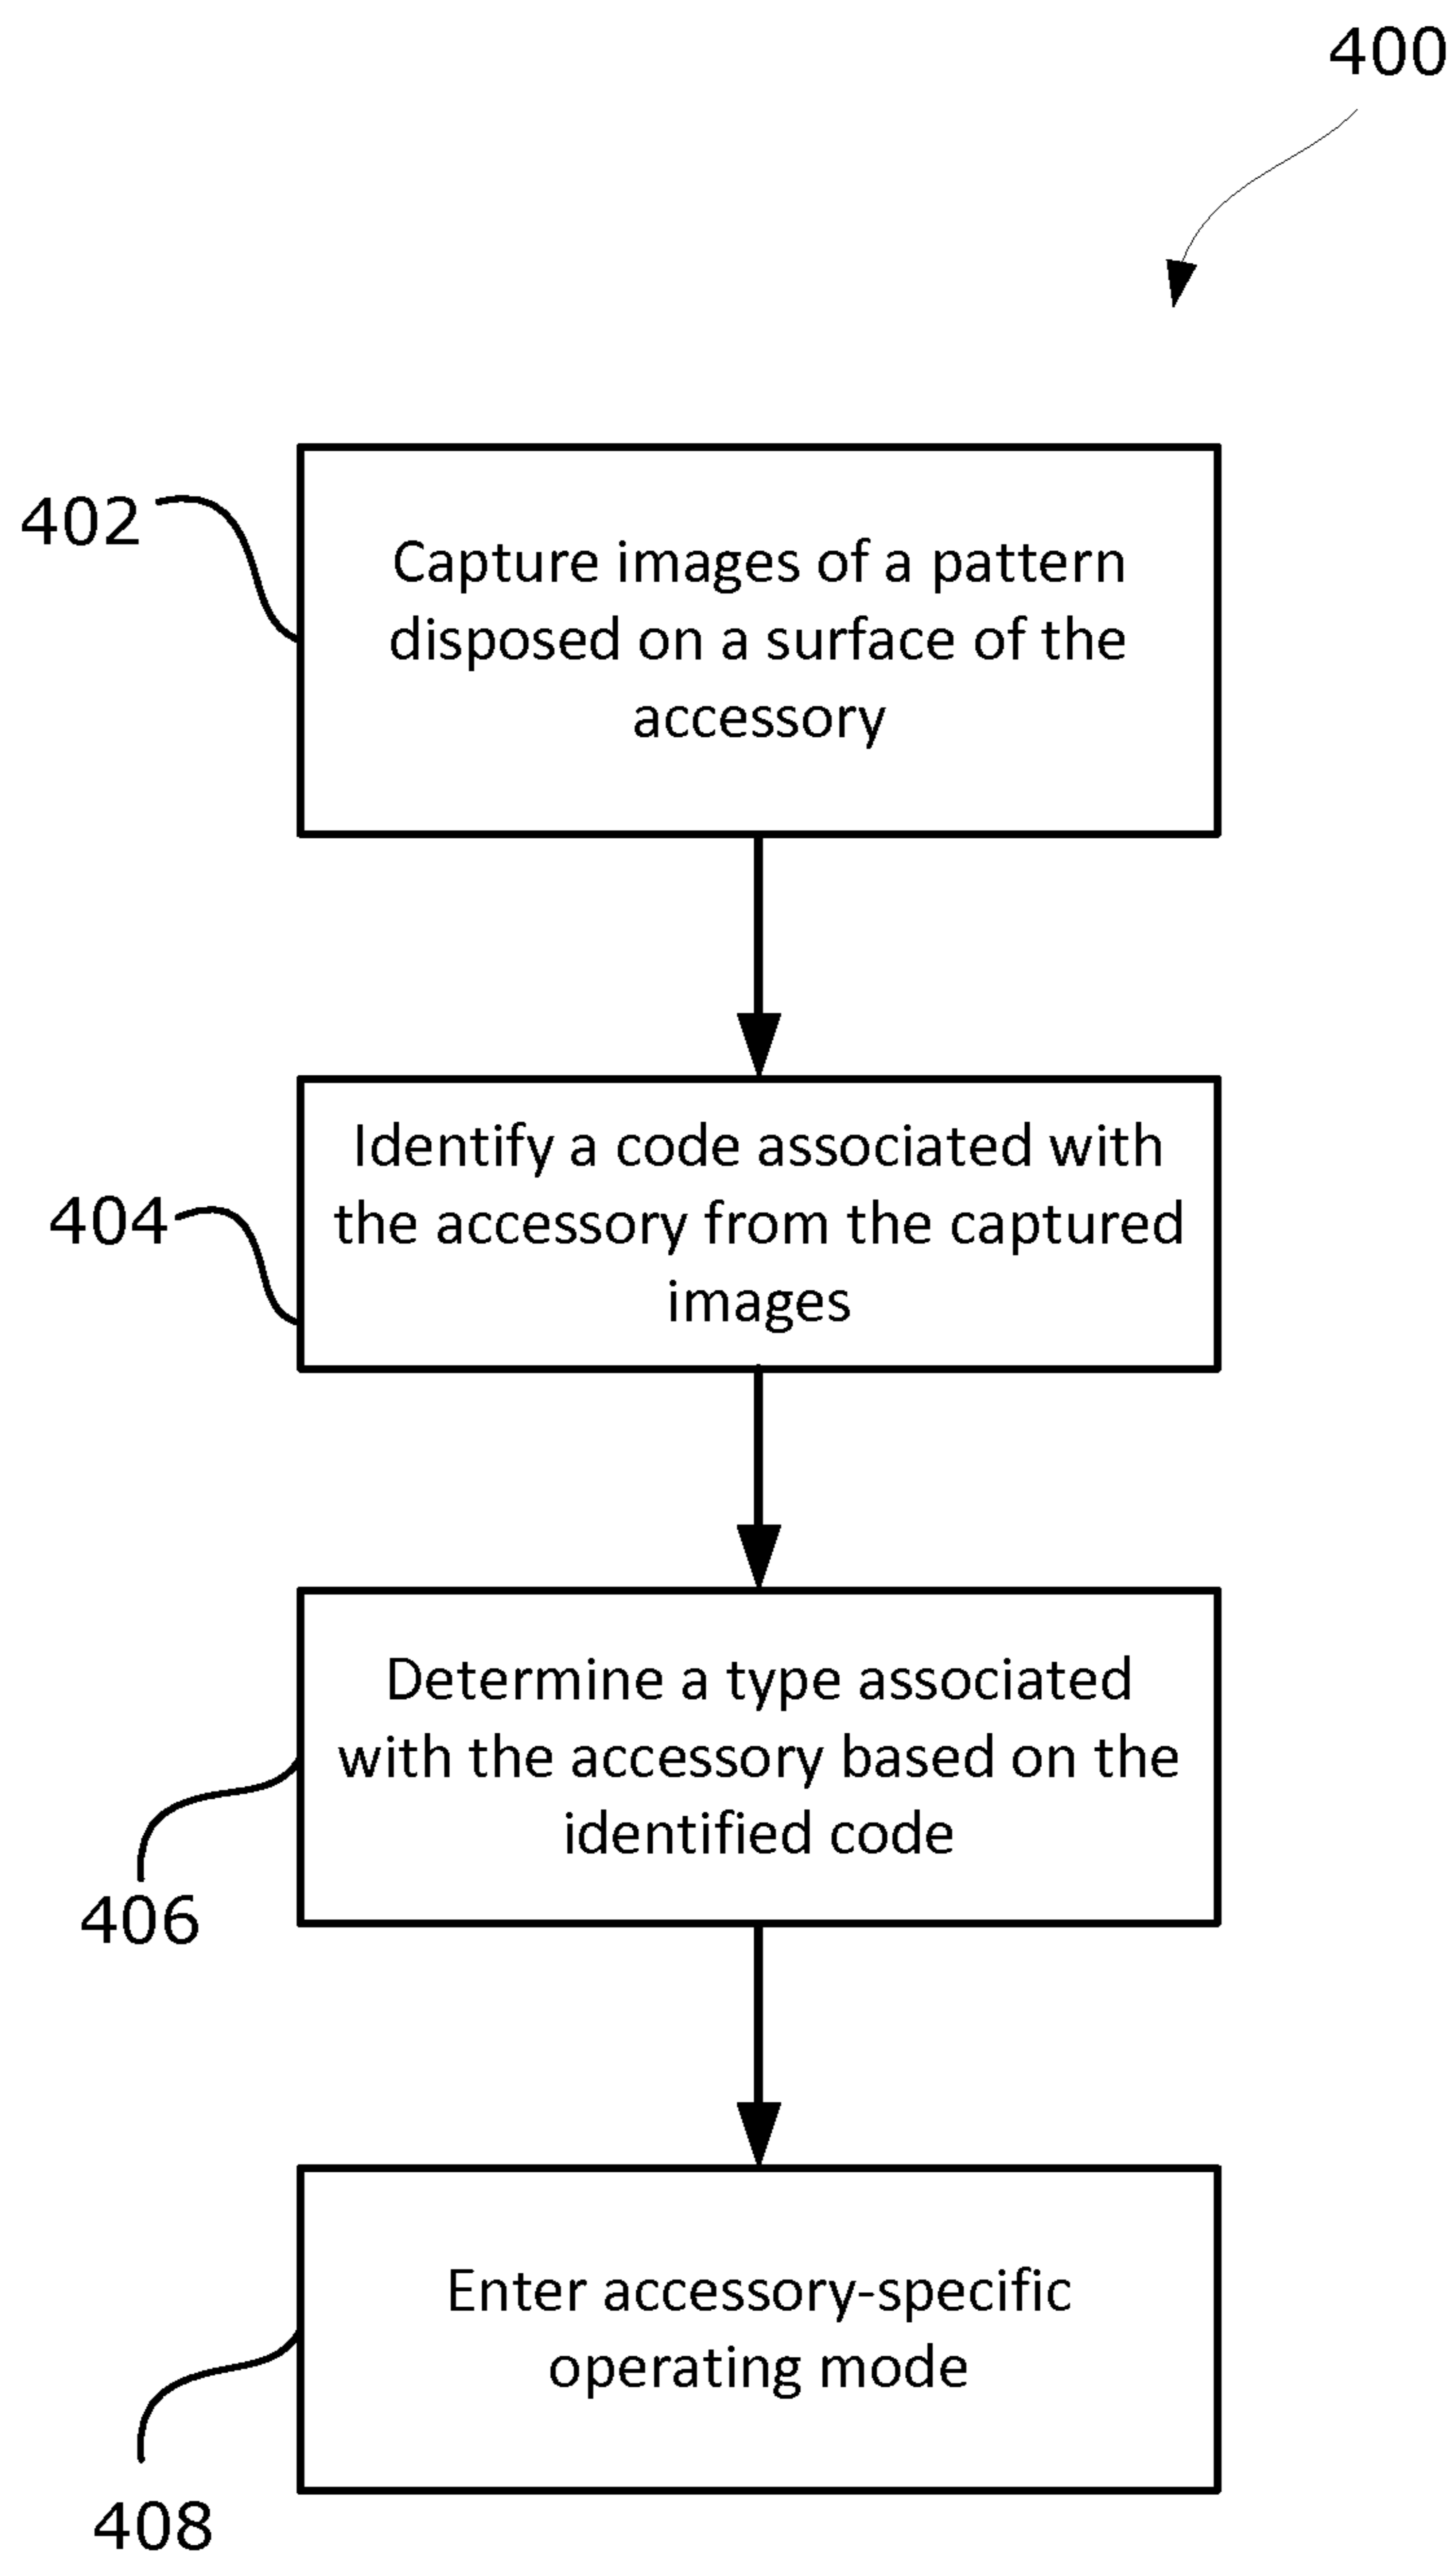 400
402
Capture images of a pattern
disposed on a surface of the
accessory
404
Identify a code associated with
the accessory from the captured
images
406
Determine a type associated
with the accessory based on the
identified code
408
Enter accessory-specific
operating mode